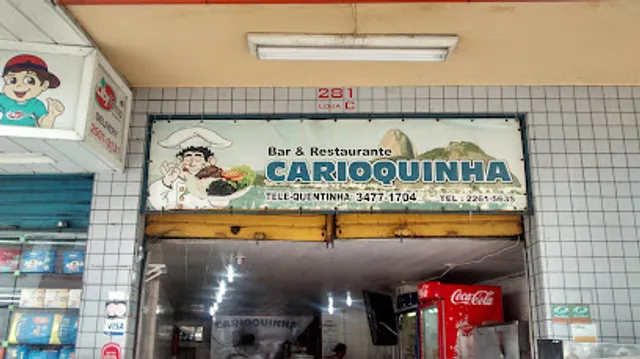 281
LOJA C
Bar & Restaurante
CARIOQUINHA
TELE-QUENTINHA: 3477-1704
TEL.: 2261-5635
CARIOQUINHA
Coca-Cola
VISA